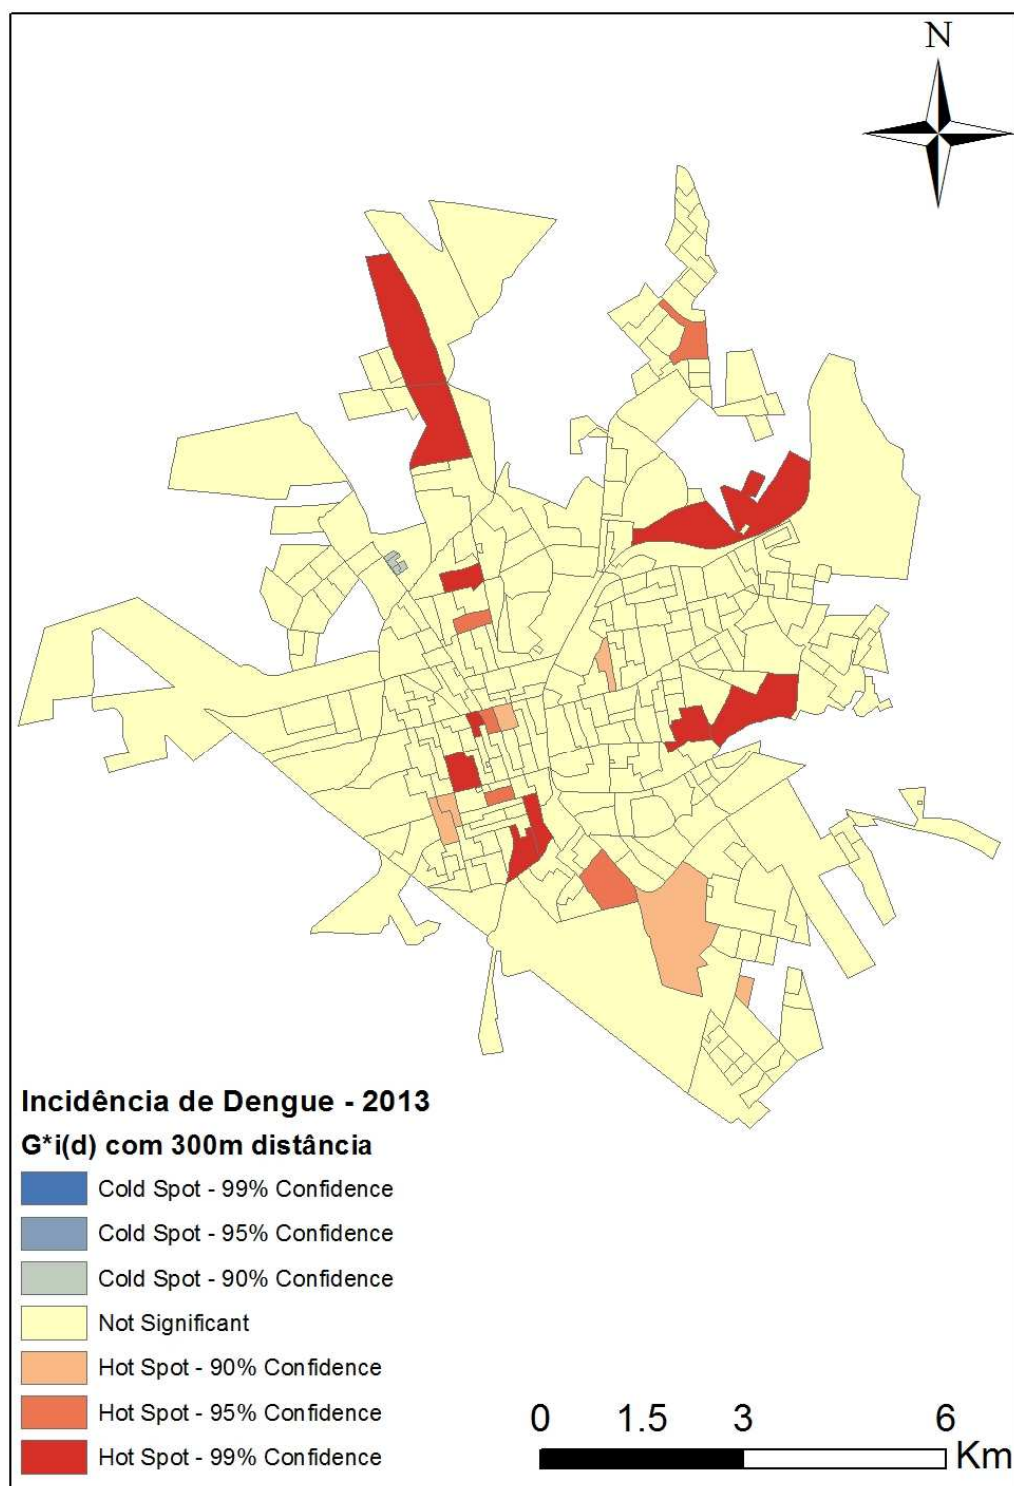 N
Incidência de Dengue - 2013
G*i(d) com 300m distância
Cold Spot - 99% Confidence
Cold Spot - 95% Confidence
Cold Spot - 90% Confidence
Not Significant
Hot Spot - 90% Confidence
Hot Spot - 95% Confidence
Hot Spot - 99% Confidence
0 1.5 3 6
Km